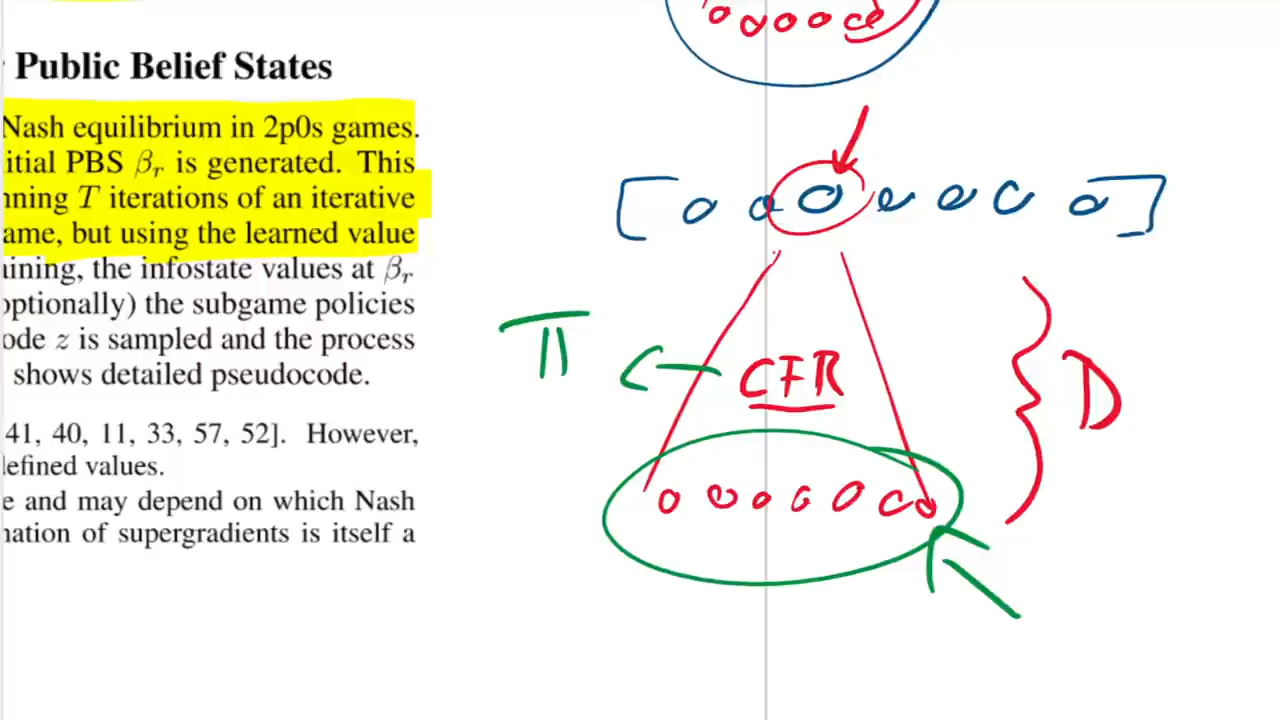 Public Belief States
Nash equilibrium in 2p0s games.
itial PBS βr is generated. This
nning T iterations of an iterative
ame, but using the learned value
aining, the infostate values at βr
optionally) the subgame policies
ode z is sampled and the process
shows detailed pseudocode.
41, 40, 11, 33, 57, 52]. However,
lefined values.
e and may depend on which Nash
nation of supergradients is itself a
π
CFR
D